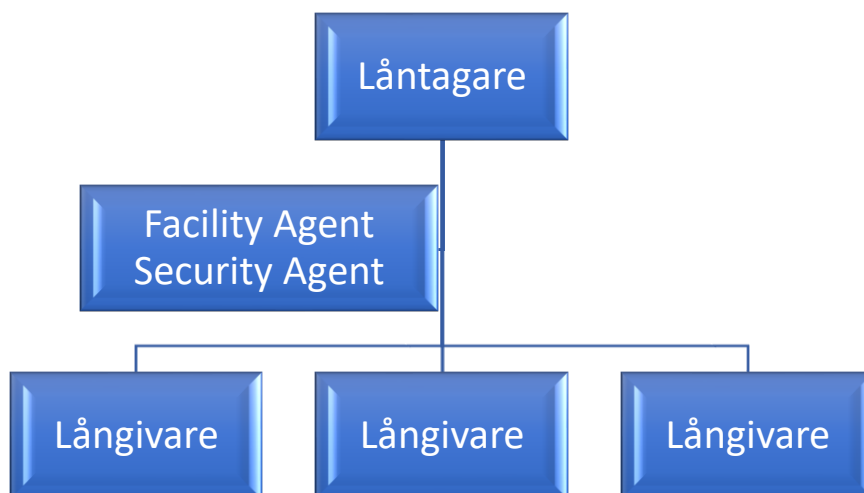 Låntagare
Facility Agent
Security Agent
Långivare
Långivare
Långivare